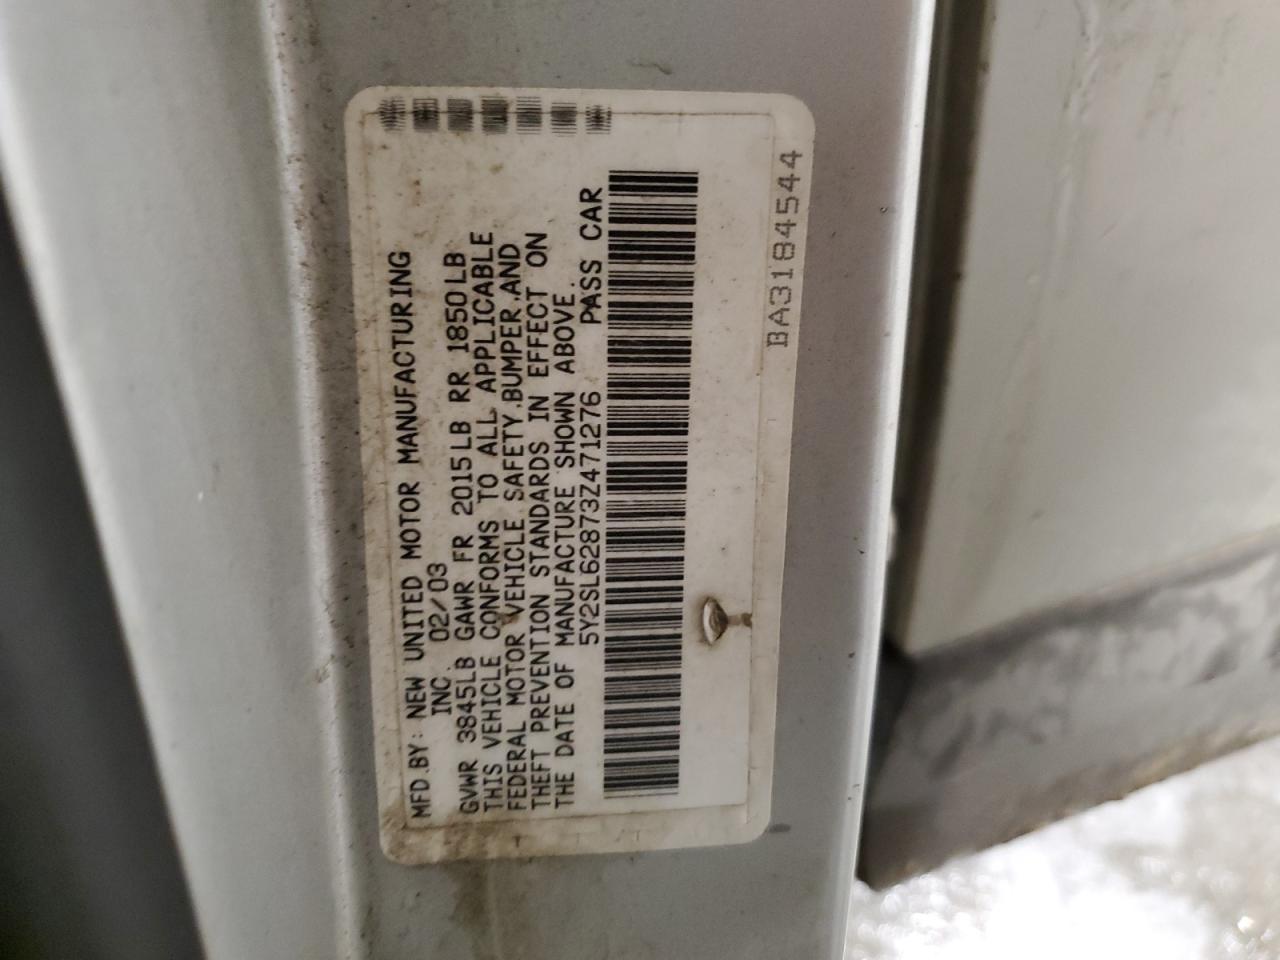 MFD.BY: NEW UNITED MOTOR MANUFACTURING
INC. 02/03
GVWR 3845LB GAWR FR 2015LB RR 1850LB
THIS VEHICLE CONFORMS TO ALL APPLICABLE
FEDERAL MOTOR VEHICLE SAFETY,BUMPER,AND
THEFT PREVENTION STANDARDS IN EFFECT ON
THE DATE OF MANUFACTURE SHOWN ABOVE.
5Y2SL62873Z471276 PASS CAR
BA3184544